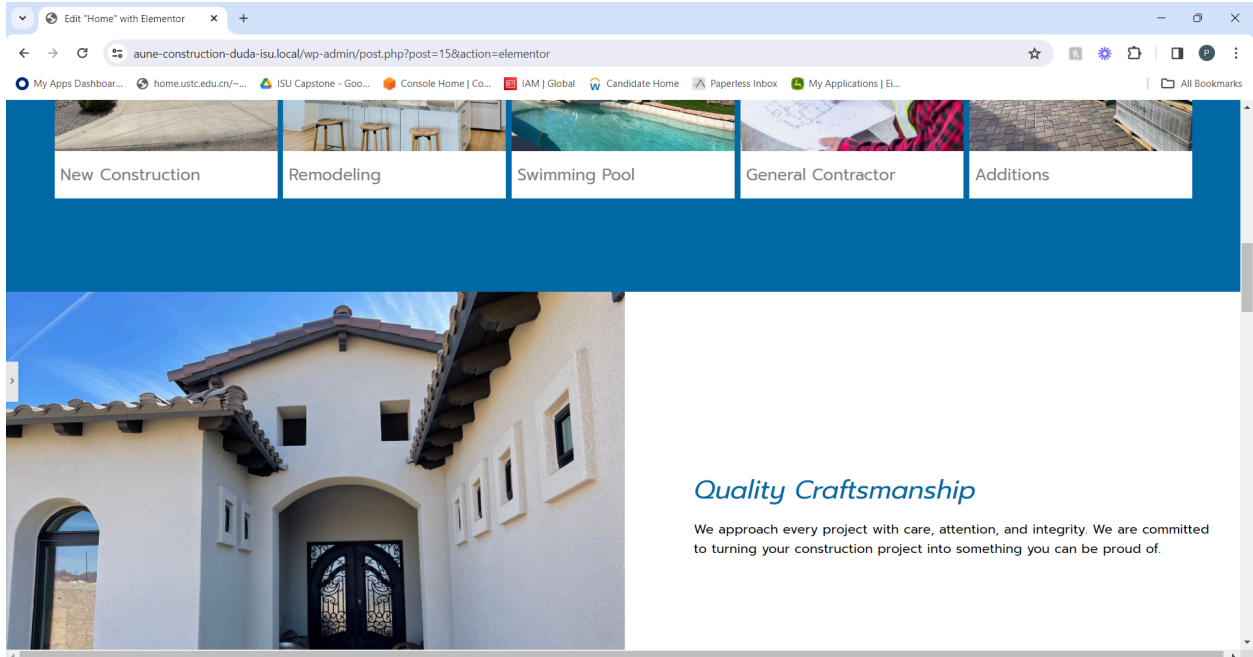 Edit "Home" with Elementor
aune-construction-duda-isu.local/wp-admin/post.php?post=15&action=elementor
P
My Apps Dashboar... home.ustc.edu.cn/~... ISU Capstone - Goo... Console Home | Co... IAM | Global Candidate Home Paperless Inbox My Applications | Ei... All Bookmarks
New Construction Remodeling Swimming Pool General Contractor Additions
Quality Craftsmanship
We approach every project with care, attention, and integrity. We are committed
to turning your construction project into something you can be proud of.